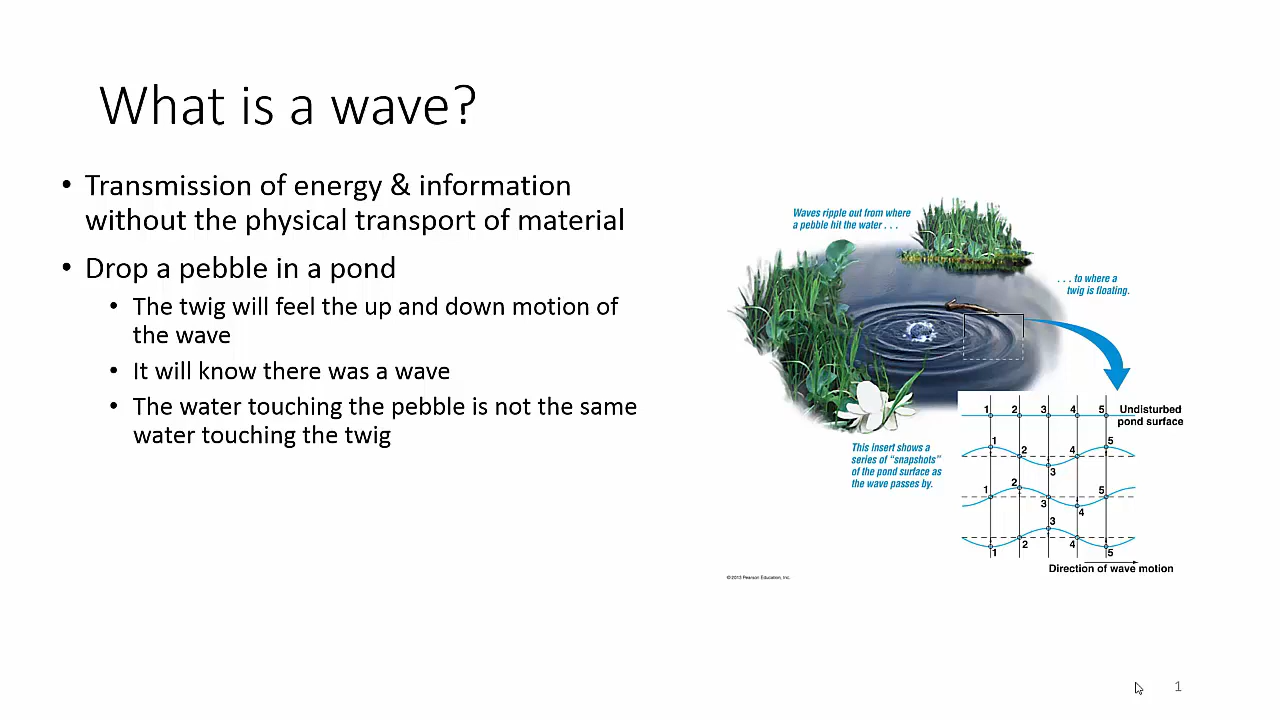 What is a wave?
• Transmission of energy & information
without the physical transport of material
• Drop a pebble in a pond
• The twig will feel the up and down motion of
the wave
• It will know there was a wave
• The water touching the pebble is not the same
water touching the twig
Waves ripple out from where
a pebble hit the water . . .
. . . to where a
twig is floating.
This insert shows a
series of “snapshots”
of the pond surface as
the wave passes by.
1 2 3 4 5 Undisturbed
pond surface
1 2 3 4 5
1 2 3 4 5
1 2 3 4 5
Direction of wave motion
©2015 Pearson Education, Inc.
1